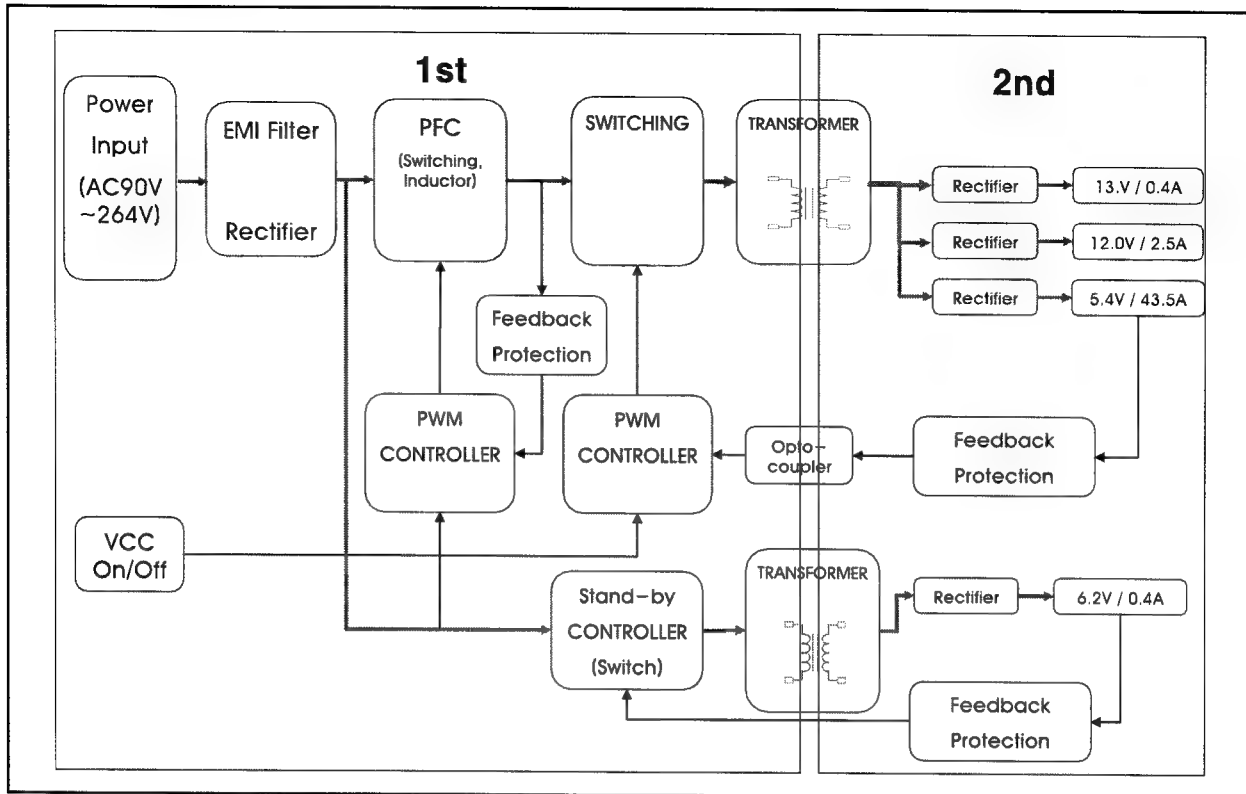 1st
2nd
Power
Input
(AC90V
~264V)
EMI Filter
Rectifier
PFC
(Switching,
Inductor)
SWITCHING
TRANSFORMER
Rectifier
13.V / 0.4A
Rectifier
12.0V / 2.5A
Rectifier
5.4V / 43.5A
Feedback
Protection
PWM
CONTROLLER
PWM
CONTROLLER
Opto-
coupler
Feedback
Protection
VCC
On/Off
Stand-by
CONTROLLER
(Switch)
TRANSFORMER
Rectifier
6.2V / 0.4A
Feedback
Protection